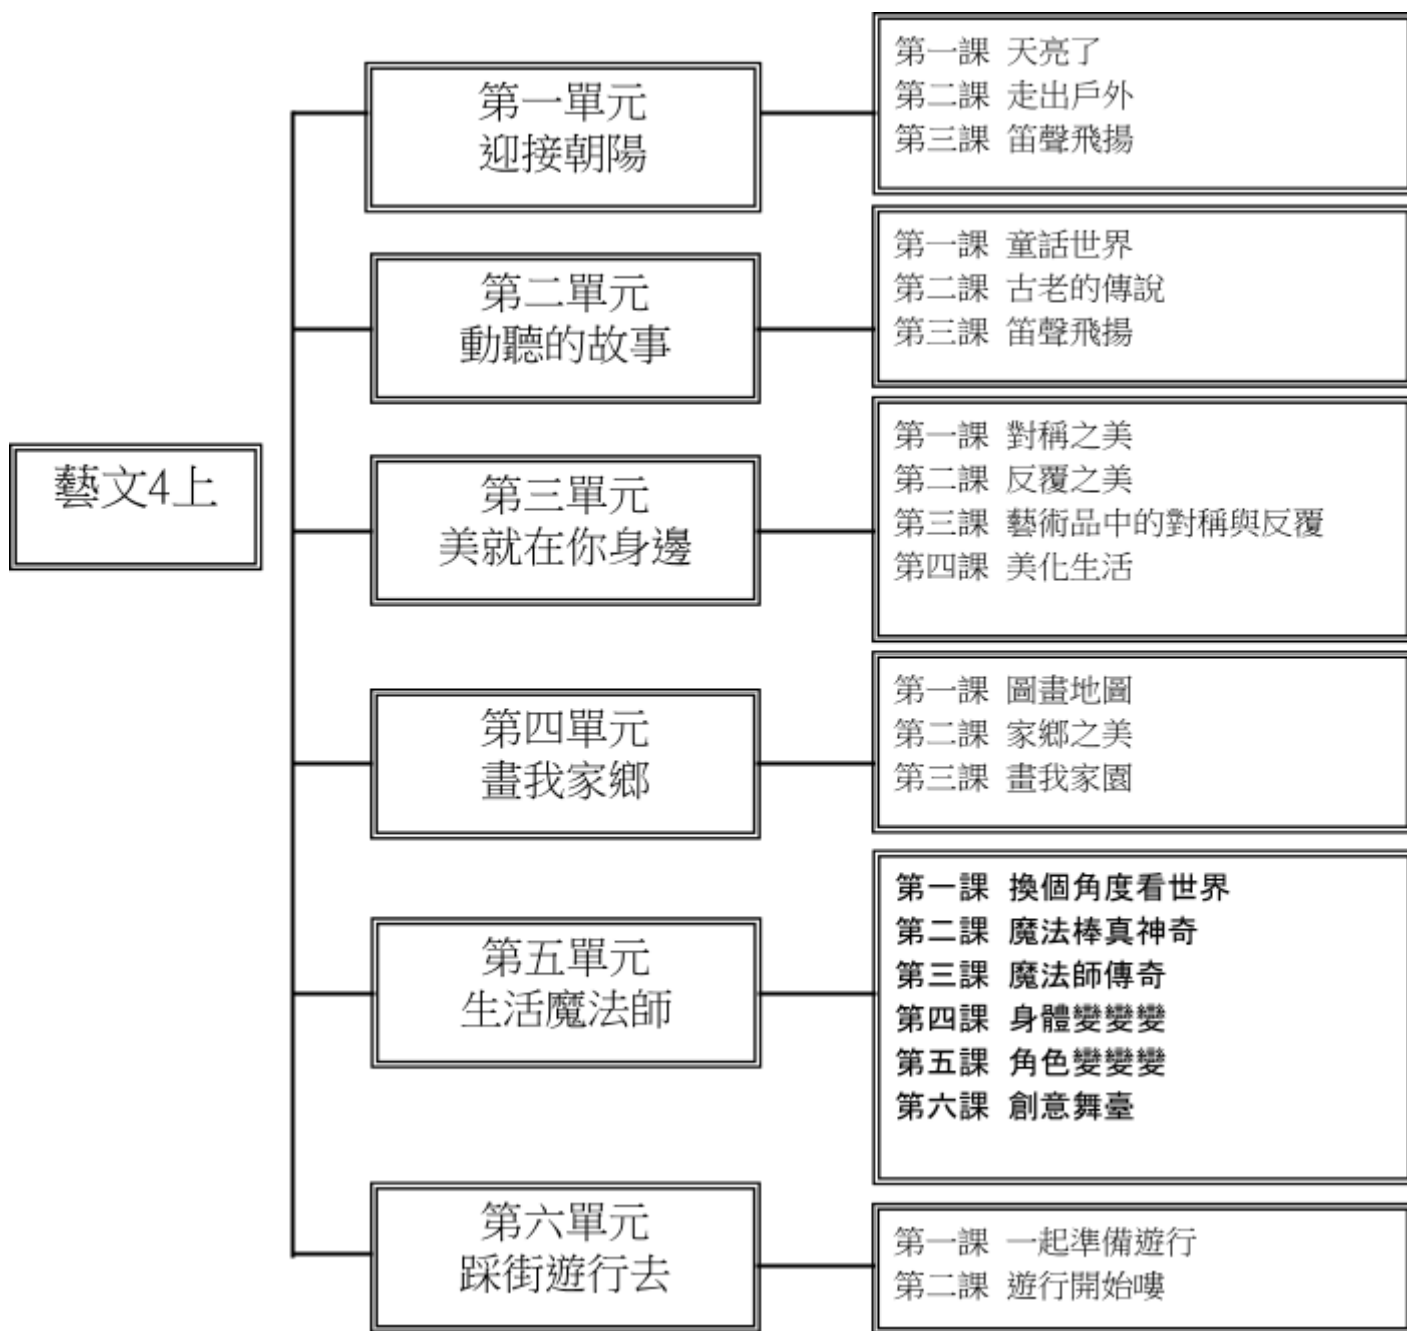 藝文4上
第一單元
迎接朝陽
第一課 天亮了
第二課 走出戶外
第三課 笛聲飛揚
第二單元
動聽的故事
第一課 童話世界
第二課 古老的傳說
第三課 笛聲飛揚
第三單元
美就在你身邊
第一課 對稱之美
第二課 反覆之美
第三課 藝術品中的對稱與反覆
第四課 美化生活
第四單元
畫我家鄉
第一課 圖畫地圖
第二課 家鄉之美
第三課 畫我家園
第五單元
生活魔法師
第一課 換個角度看世界
第二課 魔法棒真神奇
第三課 魔法師傳奇
第四課 身體變變變
第五課 角色變變變
第六課 創意舞臺
第六單元
踩街遊行去
第一課 一起準備遊行
第二課 遊行開始嘍